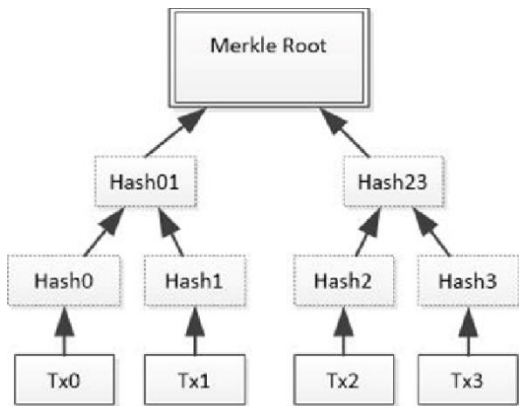 Merkle Root
Hash01
Hash23
Hash0
Hash1
Hash2
Hash3
Tx0
Tx1
Tx2
Tx3